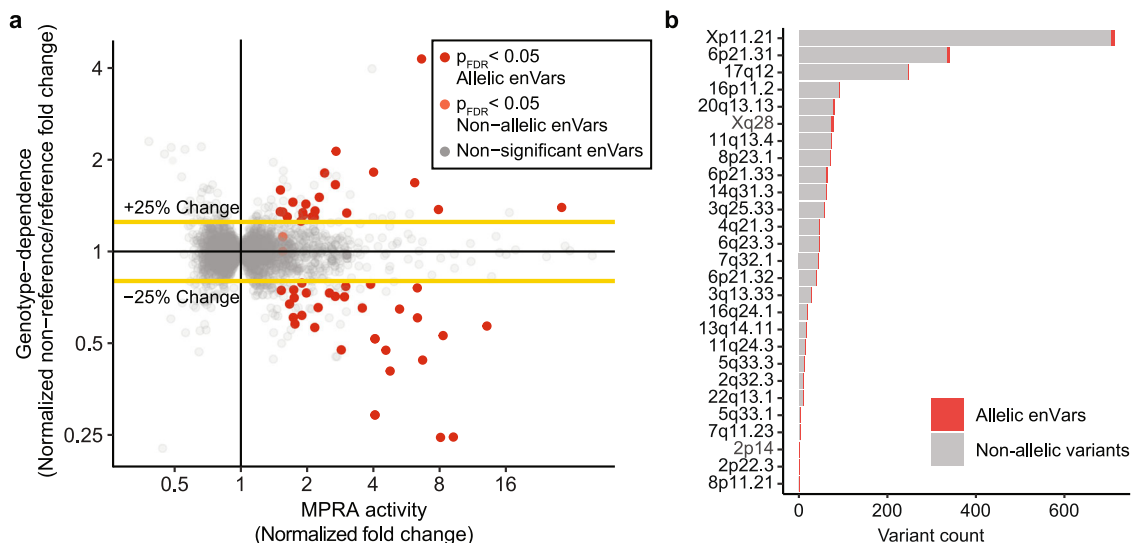 a
Genotype−dependence
(Normalized non−reference/reference fold change)
4
2
1
0.5
0.25
+25% Change
−25% Change
p_FDR < 0.05
Allelic enVars
p_FDR < 0.05
Non−allelic enVars
Non−significant enVars
0.5 1 2 4 8 16
MPRA activity
(Normalized fold change)
b
Xp11.21
6p21.31
17q12
16p11.2
20q13.13
Xq28
11q13.4
8p23.1
6p21.33
14q31.3
3q25.33
4q21.3
6q23.3
7q32.1
6p21.32
3q13.33
16q24.1
13q14.11
11q24.3
5q33.3
2q32.3
22q13.1
5q33.1
7q11.23
2p14
2p22.3
8p11.21
Allelic enVars
Non−allelic variants
0 200 400 600
Variant count